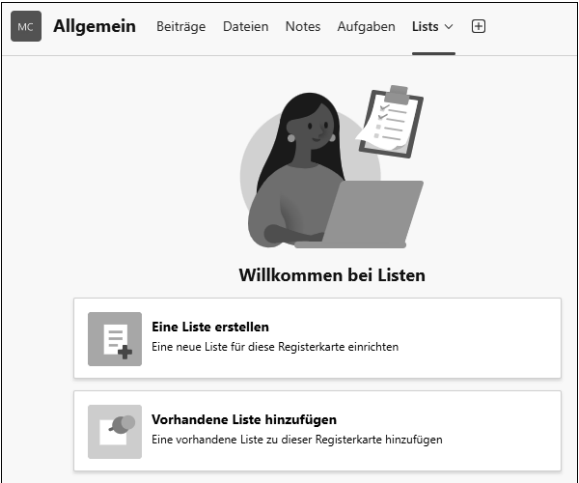 MC Allgemein Beiträge Dateien Notes Aufgaben Lists
Willkommen bei Listen
Eine Liste erstellen
Eine neue Liste für diese Registerkarte einrichten
Vorhandene Liste hinzufügen
Eine vorhandene Liste zu dieser Registerkarte hinzufügen